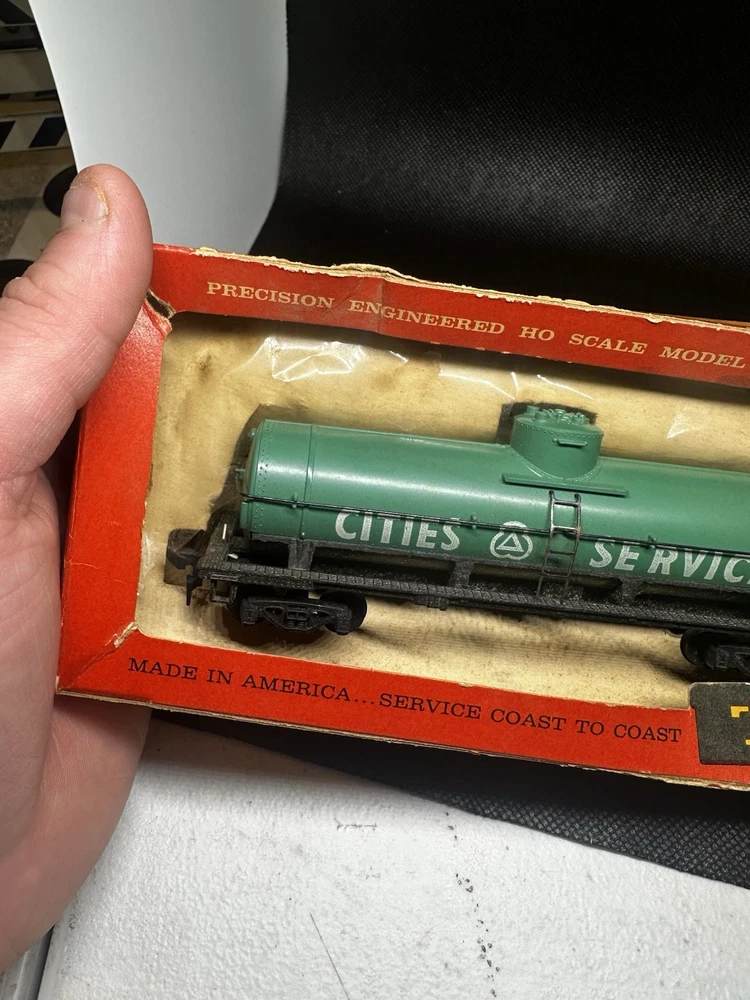 PRECISION ENGINEERED HO SCALE MODEL
CITIES SERVIC
MADE IN AMERICA...SERVICE COAST TO COAST
T